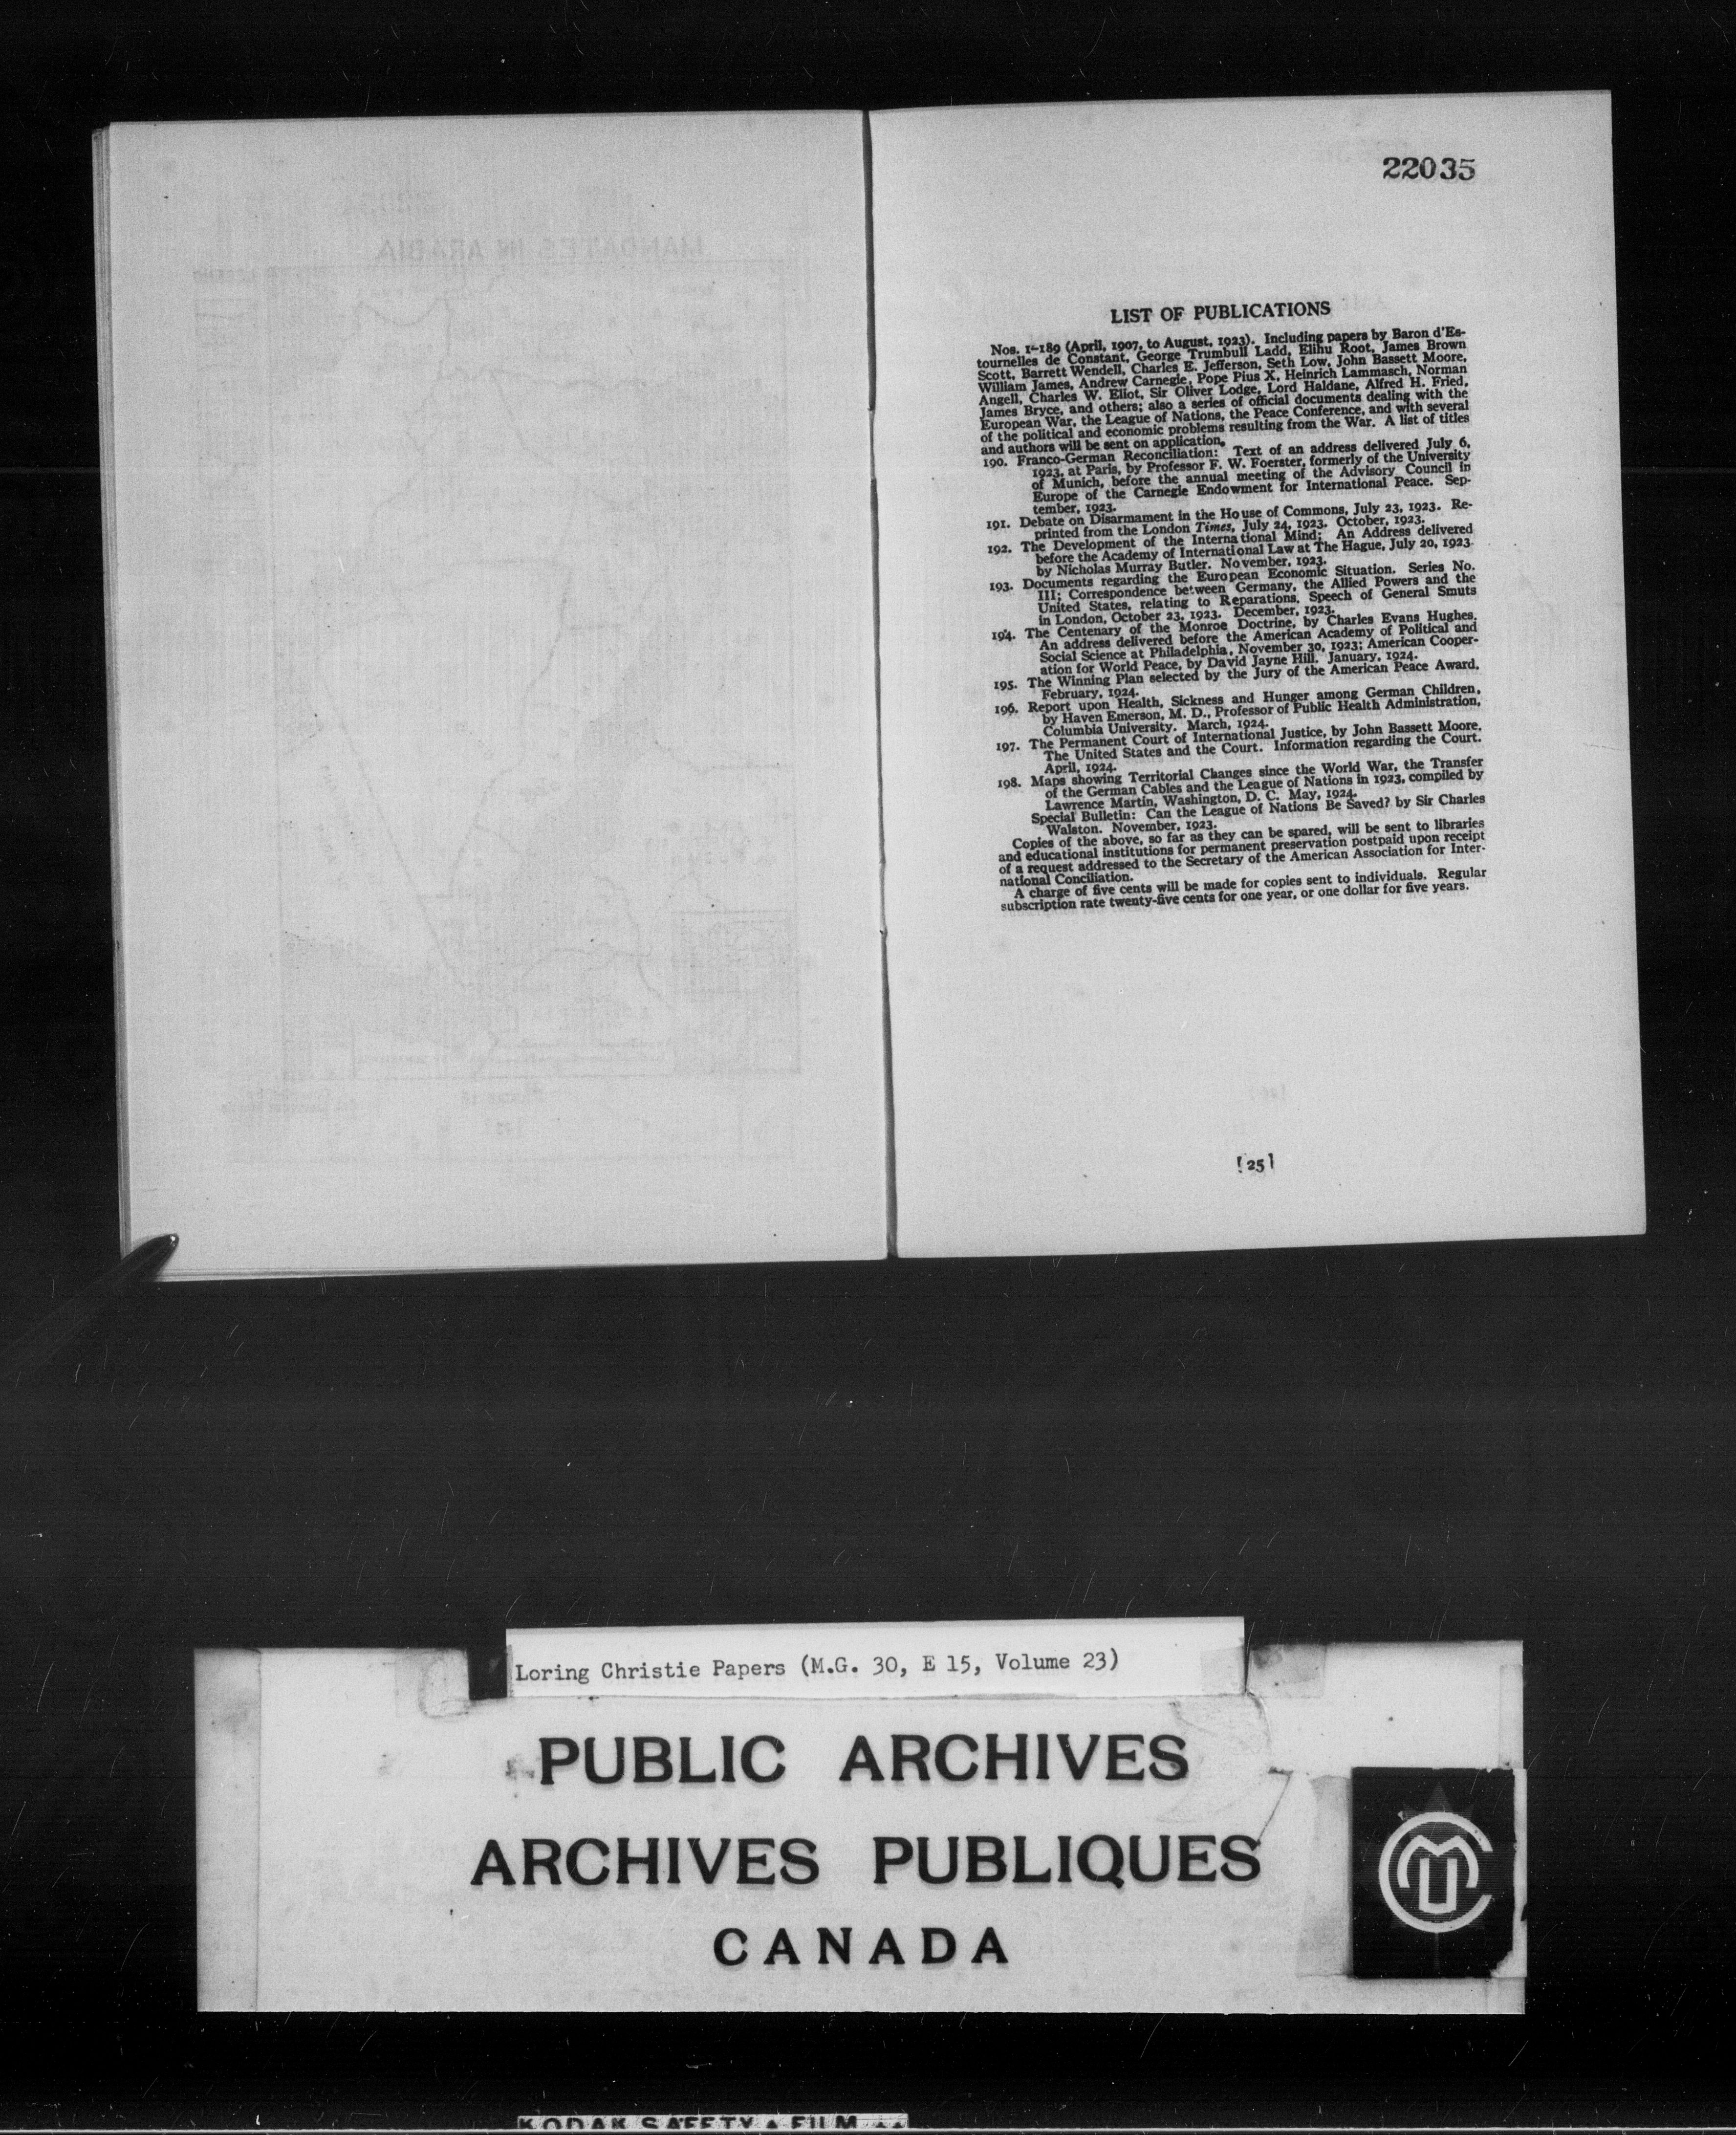 MANDATES IN ARABIA
22035
LIST OF PUBLICATIONS
Nos. 1-189 (April, 1907, to August, 1923). Including papers by Baron d'Es-
tournelles de Constant, George Trumbull Ladd, Elihu Root, James Brown
Scott, Barrett Wendell, Charles E. Jefferson, Seth Low, John Bassett Moore,
William James, Andrew Carnegie, Pope Pius X, Heinrich Lammasch, Norman
Angell, Charles W. Eliot, Sir Oliver Lodge, Lord Haldane, Alfred H. Fried,
James Bryce, and others; also a series of official documents dealing with the
European War, the League of Nations, the Peace Conference, and with several
of the political and economic problems resulting from the War. A list of titles
and authors will be sent on application.
190. Franco-German Reconciliation: Text of an address delivered July 6,
1923, at Paris, by Professor F. W. Foerster, formerly of the University
of Munich, before the annual meeting of the Advisory Council in
Europe of the Carnegie Endowment for International Peace. Sep-
tember, 1923.
191. Debate on Disarmament in the House of Commons, July 23, 1923. Re-
printed from the London Times, July 24, 1923. October, 1923.
192. The Development of the International Mind; An Address delivered
before the Academy of International Law at The Hague, July 20, 1923
by Nicholas Murray Butler. November, 1923.
193. Documents regarding the European Economic Situation. Series No.
III; Correspondence between Germany, the Allied Powers and the
United States, relating to Reparations. Speech of General Smuts
in London, October 23, 1923. December, 1923.
194. The Centenary of the Monroe Doctrine, by Charles Evans Hughes.
An address delivered before the American Academy of Political and
Social Science at Philadelphia, November 30, 1923; American Cooper-
ation for World Peace, by David Jayne Hill. January, 1924.
195. The Winning Plan selected by the Jury of the American Peace Award.
February, 1924.
196. Report upon Health, Sickness and Hunger among German Children,
by Haven Emerson, M. D., Professor of Public Health Administration,
Columbia University. March, 1924.
197. The Permanent Court of International Justice, by John Bassett Moore.
The United States and the Court. Information regarding the Court.
April, 1924.
198. Maps showing Territorial Changes since the World War, the Transfer
of the German Cables and the League of Nations in 1923, compiled by
Lawrence Martin, Washington, D. C. May, 1924.
Special Bulletin: Can the League of Nations Be Saved? by Sir Charles
Walston. November, 1923.
Copies of the above, so far as they can be spared, will be sent to libraries
and educational institutions for permanent preservation postpaid upon receipt
of a request addressed to the Secretary of the American Association for Inter-
national Conciliation.
A charge of five cents will be made for copies sent to individuals. Regular
subscription rate twenty-five cents for one year, or one dollar for five years.
[25]
Loring Christie Papers (M.G. 30, E 15, Volume 23)
PUBLIC ARCHIVES
ARCHIVES PUBLIQUES
CANADA
KODAK SAFETY FILM